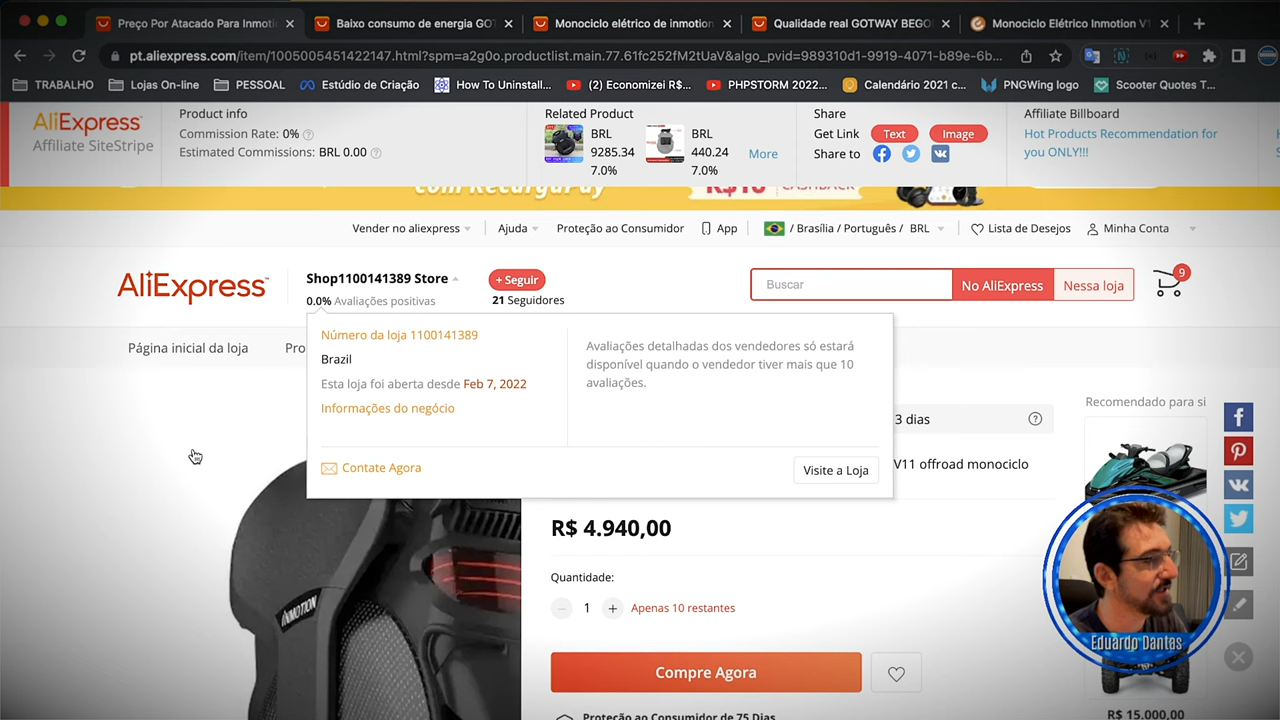 Preço Por Atacado Para Inmoti
Baixo consumo de energia GOT
Monociclo elétrico de inmotion
Qualidade real GOTWAY BEGO
Monociclo Elétrico Inmotion V1
pt.aliexpress.com/item/1005005451422147.html?spm=a2g0o.productlist.main.77.61fc252fM2tUaV&algo_pvid=989310d1-9919-4071-b89e-6b...
TRABALHO
Lojas On-line
PESSOAL
Estúdio de Criação
How To Uninstall...
(2) Economizei R$...
PHPSTORM 2022...
Calendário 2021 c...
PNGWing logo
Scooter Quotes T...
AliExpress
Affiliate SiteStripe
Product info
Commission Rate: 0%
Estimated Commissions: BRL 0.00
Related Product
BRL
9285.34
7.0%
BRL
440.24
7.0%
More
Share
Get Link
Text
Image
Share to
Affiliate Billboard
Hot Products Recommendation for
you ONLY!!!
com RecargaPay
R$10
CASHBACK
Vender no aliexpress
Ajuda
Proteção ao Consumidor
App
/ Brasília / Português / BRL
Lista de Desejos
Minha Conta
AliExpress
Shop1100141389 Store
0.0% Avaliações positivas
+ Seguir
21 Seguidores
Buscar
No AliExpress
Nessa loja
9
Página inicial da loja
Pro
Número da loja 1100141389
Brazil
Esta loja foi aberta desde Feb 7, 2022
Informações do negócio
Contate Agora
Avaliações detalhadas dos vendedores só estará
disponível quando o vendedor tiver mais que 10
avaliações.
Visite a Loja
3 dias
V11 offroad monociclo
Recomendado para si
R$ 4.940,00
Quantidade:
1
Apenas 10 restantes
Compre Agora
Proteção ao Consumidor de 75 Dias
INMOTION
Eduardo Dantas
R$ 15.000,00